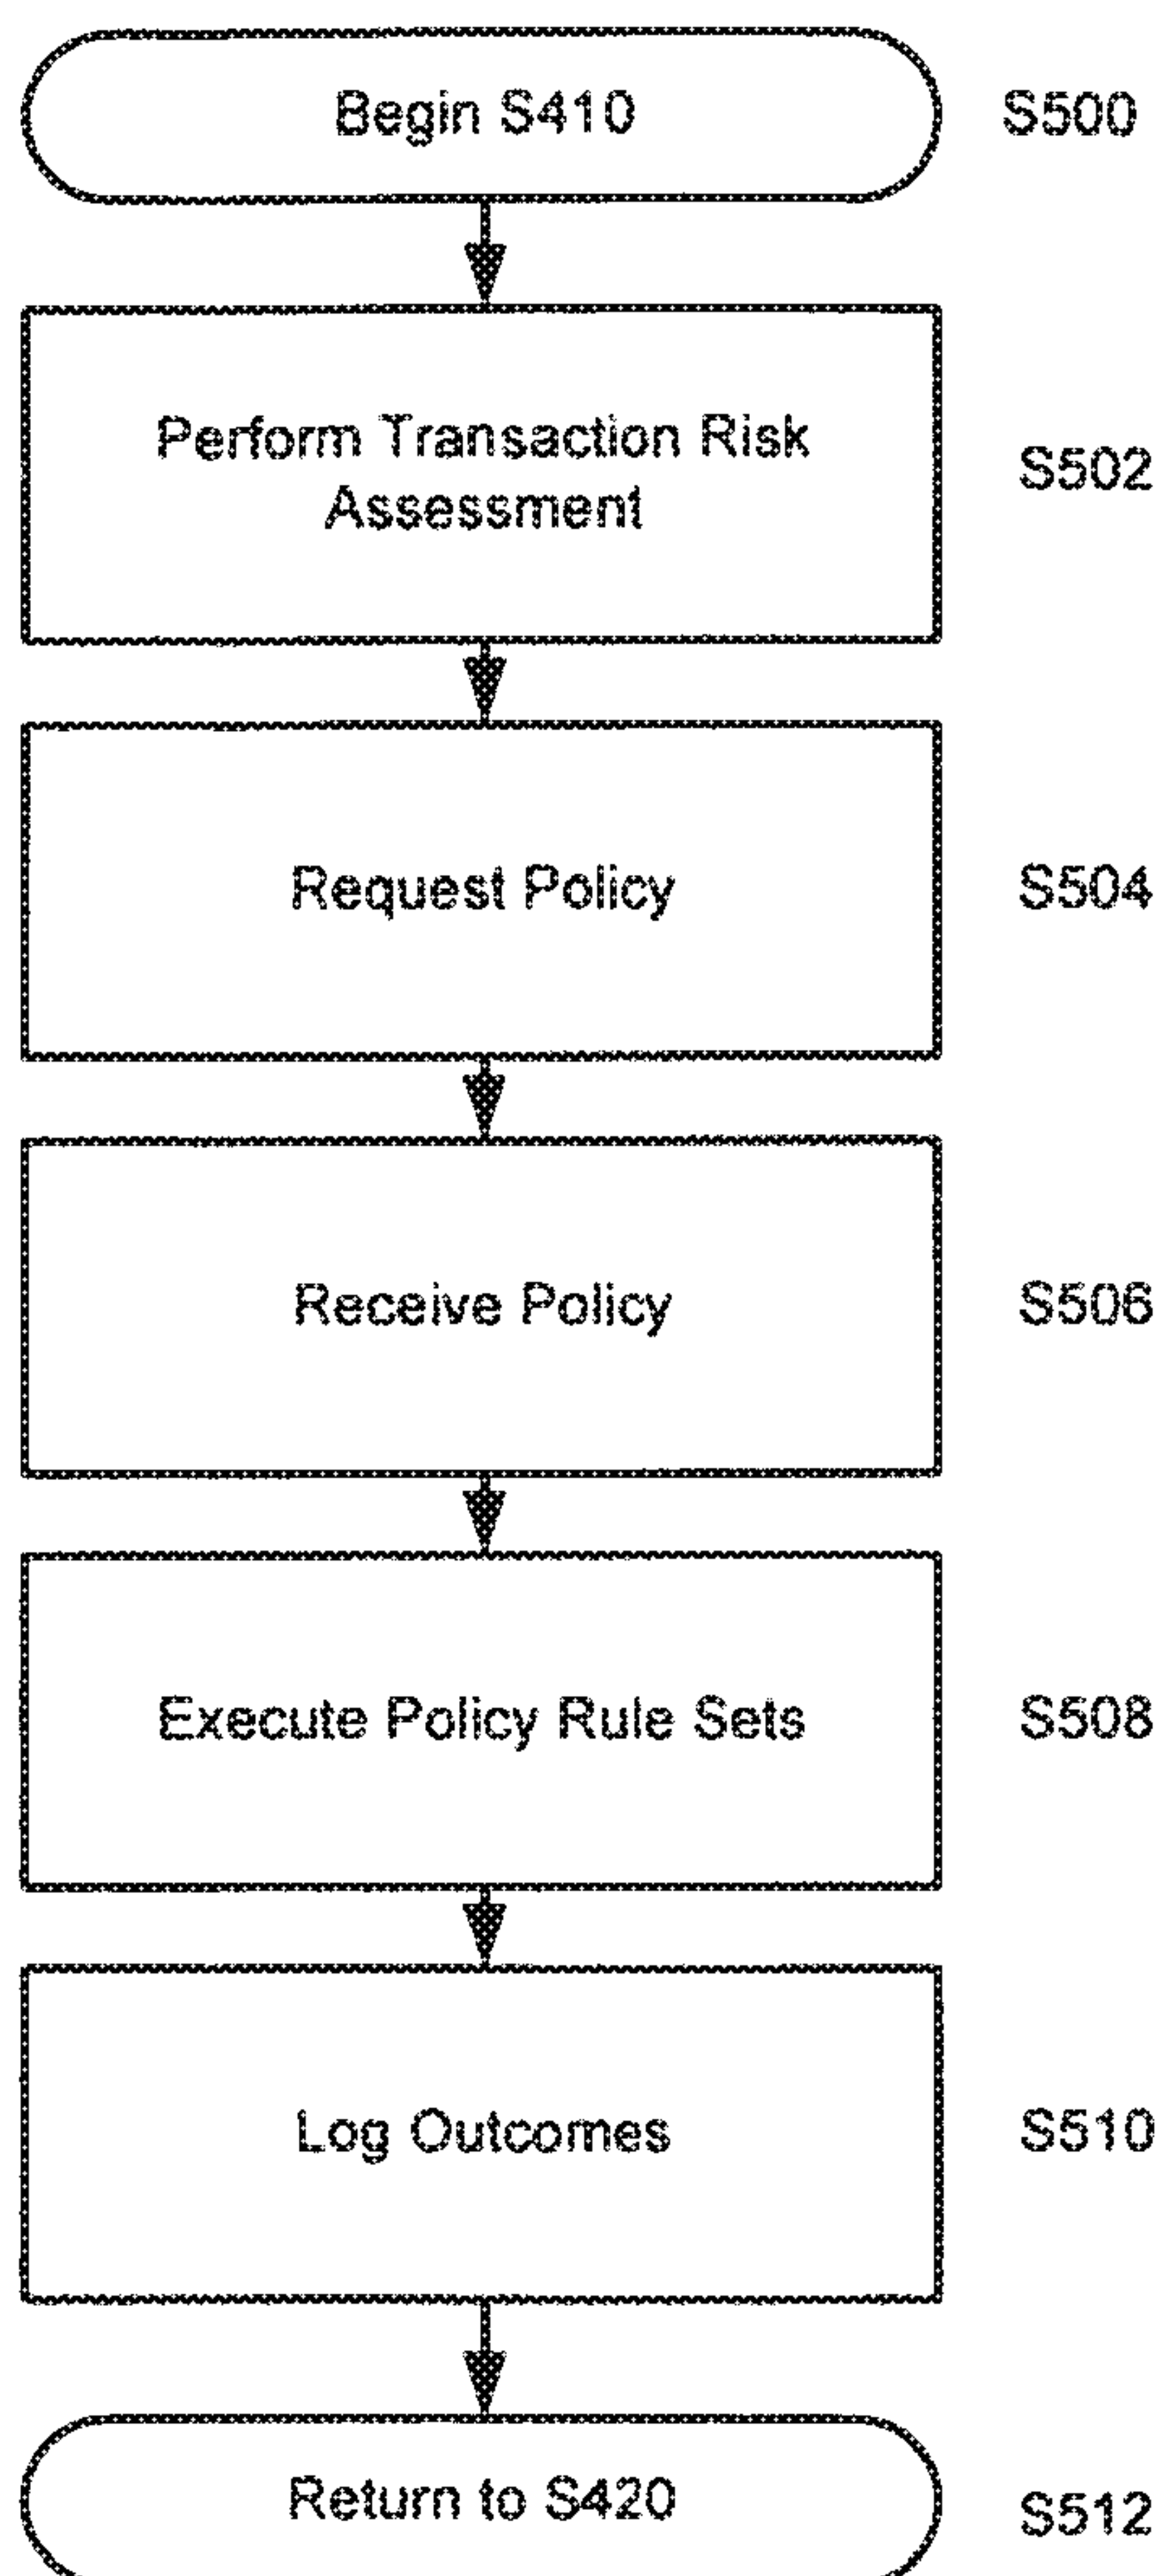 Begin S410
S500
Perform Transaction Risk
Assessment
S502
Request Policy
S504
Receive Policy
S506
Execute Policy Rule Sets
S508
Log Outcomes
S510
Return to S420
S512